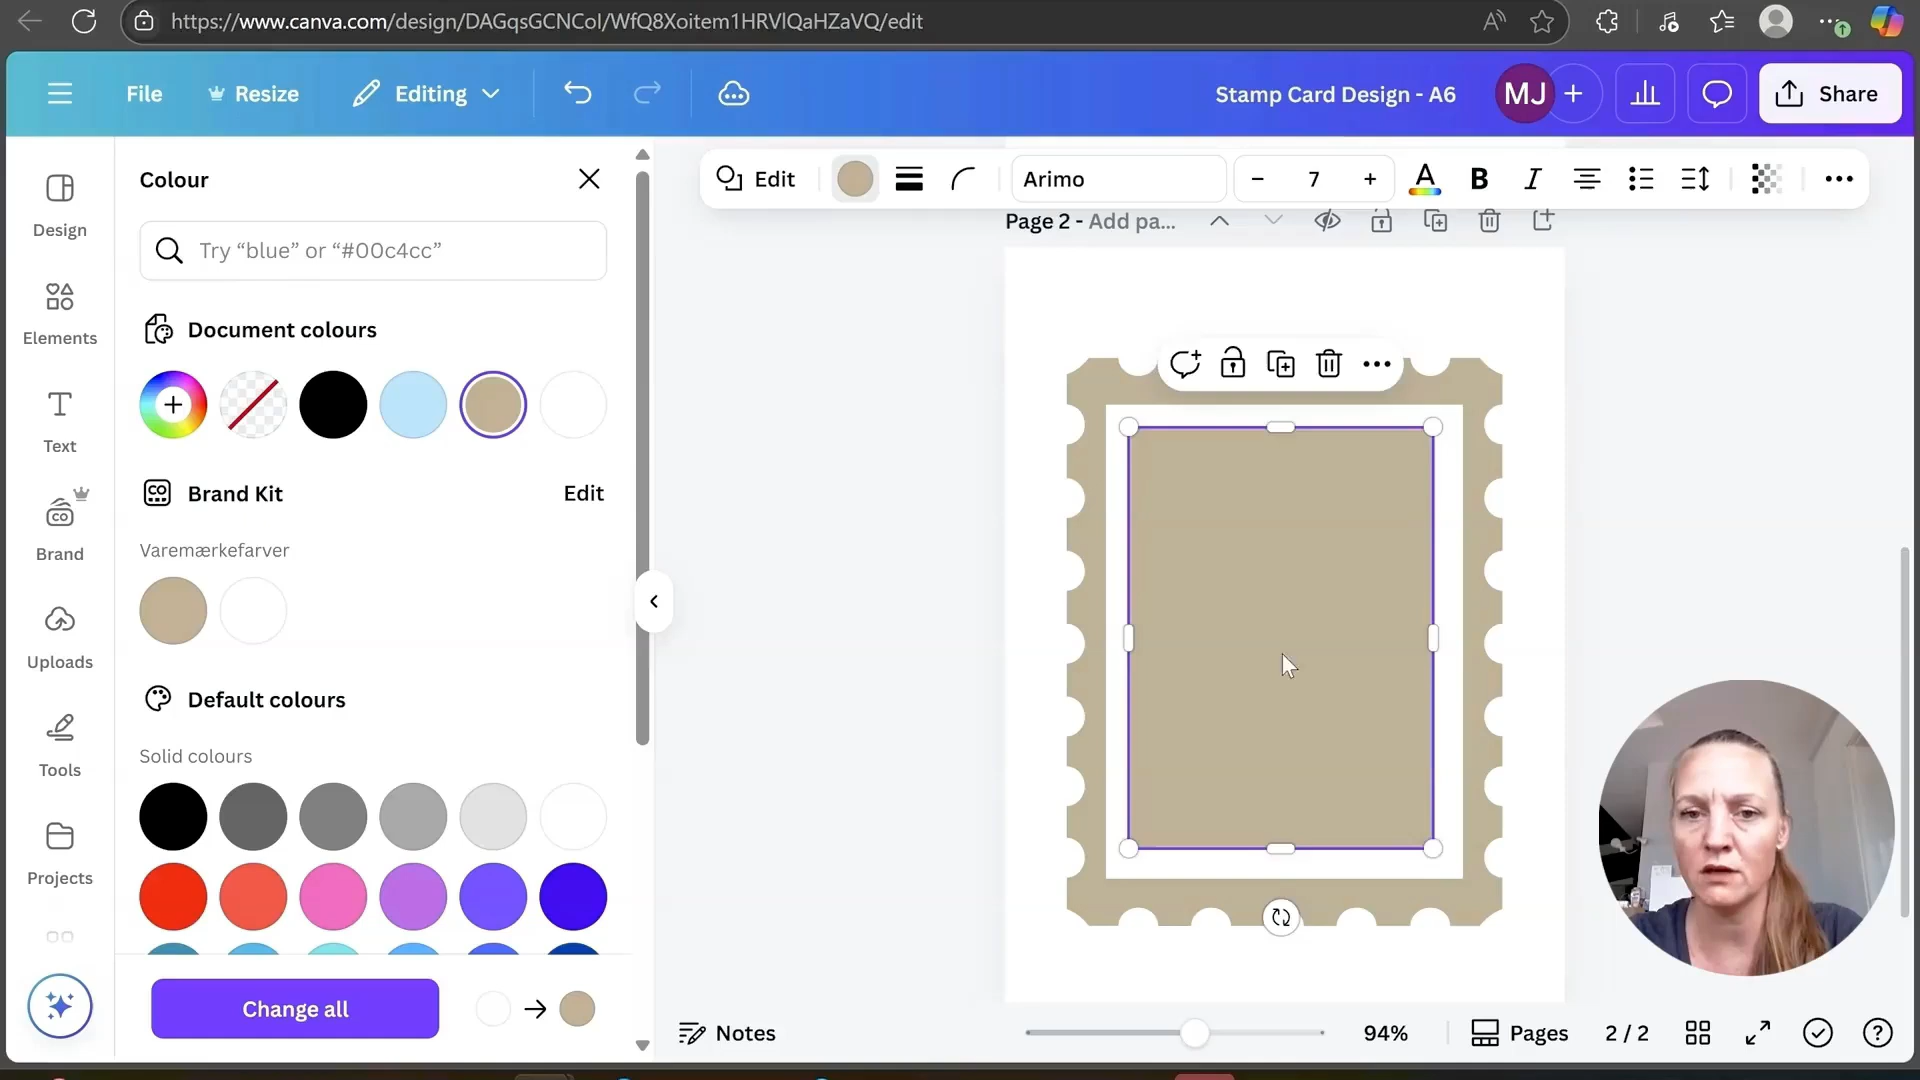 https://www.canva.com/design/DAGqsGCNCoI/WfQ8Xoitem1HRVlQaHZaVQ/edit
File
Resize
Editing
Stamp Card Design - A6
MJ
Share
Colour
Edit
Arimo
7
Design
Try “blue” or “#00c4cc”
Page 2 - Add pa...
Elements
Document colours
Text
Brand Kit
Edit
Brand
Varemærkefarver
Uploads
Default colours
Solid colours
Tools
Projects
Change all
Notes
94%
Pages
2 / 2